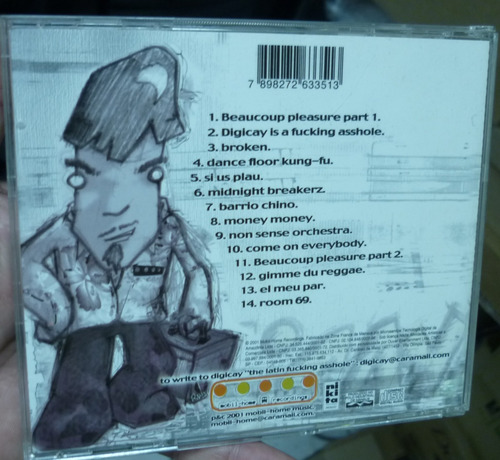 7 898272 633513
1. Beaucoup pleasure part 1.
2. Digicay is a fucking asshole.
3. broken.
4. dance floor kung-fu.
5. si us plau.
6. midnight breakerz.
7. barrio chino.
8. money money.
9. non sense orchestra.
10. come on everybody.
11. Beaucoup pleasure part 2.
12. gimme du reggae.
13. el meu par.
14. room 69.
to write to digicay "the latin fucking asshole" : digicay@caramail.com
nikita
p&c 2001 mobil-home music.
mobil-home@caramail.com